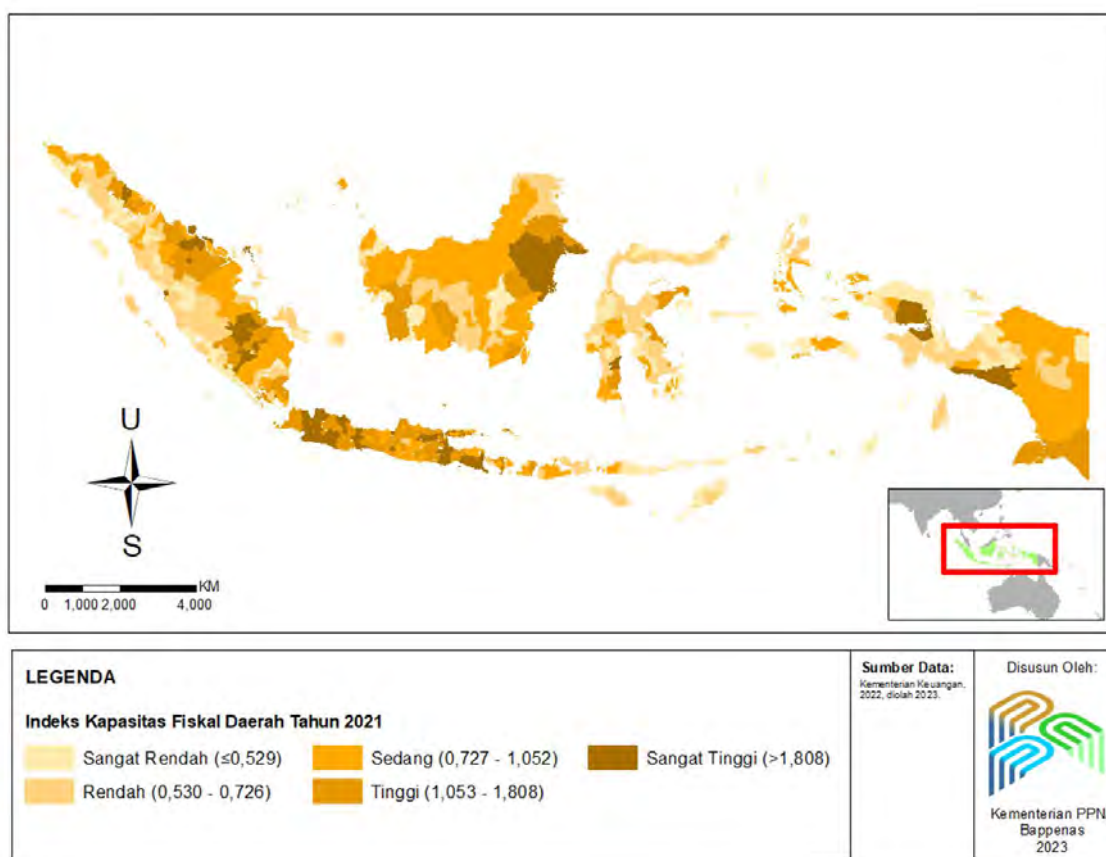 U
S
KM
0 1,000 2,000 4,000
LEGENDA
Indeks Kapasitas Fiskal Daerah Tahun 2021
Sangat Rendah (≤0,529)
Rendah (0,530 - 0,726)
Sedang (0,727 - 1,052)
Tinggi (1,053 - 1,808)
Sangat Tinggi (>1,808)
Sumber Data:
Kementerian Keuangan,
2022, diolah 2023.
Disusun Oleh:
Kementerian PPN
Bappenas
2023